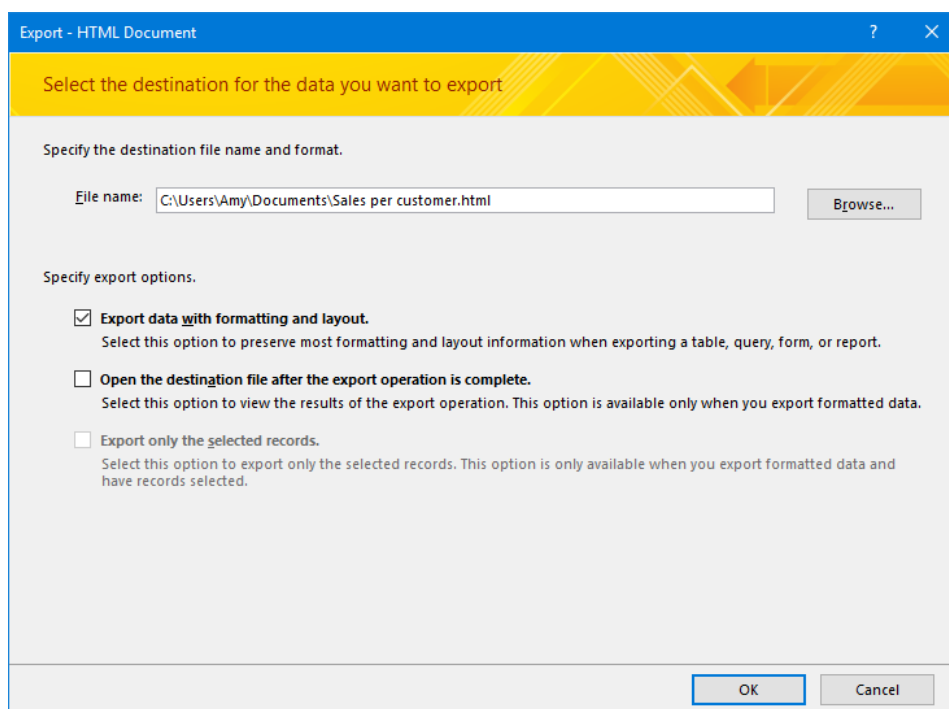 Export - HTML Document
?
Select the destination for the data you want to export
Specify the destination file name and format.
File name: C:\Users\Amy\Documents\Sales per customer.html Browse...
Specify export options.
Export data with formatting and layout.
Select this option to preserve most formatting and layout information when exporting a table, query, form, or report.
Open the destination file after the export operation is complete.
Select this option to view the results of the export operation. This option is available only when you export formatted data.
Export only the selected records.
Select this option to export only the selected records. This option is only available when you export formatted data and
have records selected.
OK Cancel